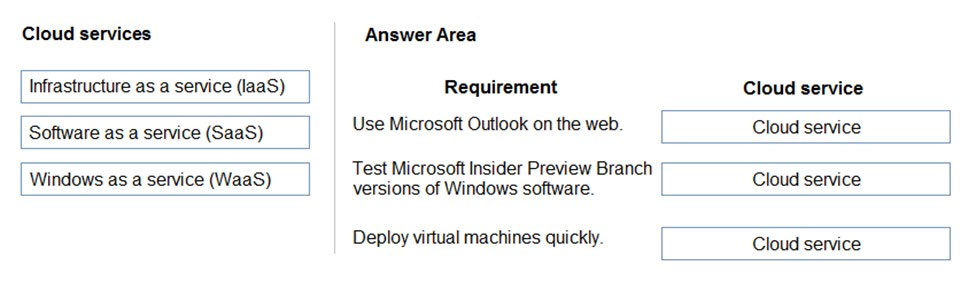 Cloud services
Infrastructure as a service (IaaS)
Software as a service (SaaS)
Windows as a service (WaaS)
Answer Area
Requirement
Cloud service
Use Microsoft Outlook on the web.
Cloud service
Test Microsoft Insider Preview Branch
versions of Windows software.
Cloud service
Deploy virtual machines quickly.
Cloud service